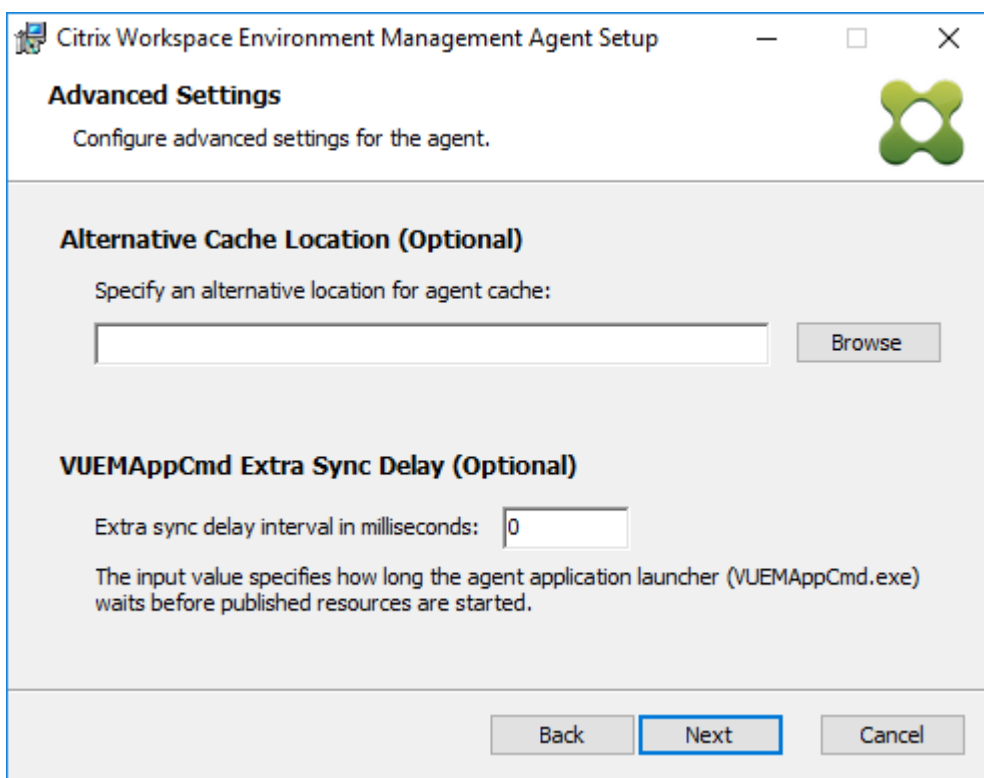 Citrix Workspace Environment Management Agent Setup
Advanced Settings
Configure advanced settings for the agent.
Alternative Cache Location (Optional)
Specify an alternative location for agent cache:
Browse
VUEMAppCmd Extra Sync Delay (Optional)
Extra sync delay interval in milliseconds: 0
The input value specifies how long the agent application launcher (VUEMAppCmd.exe)
waits before published resources are started.
Back Next Cancel